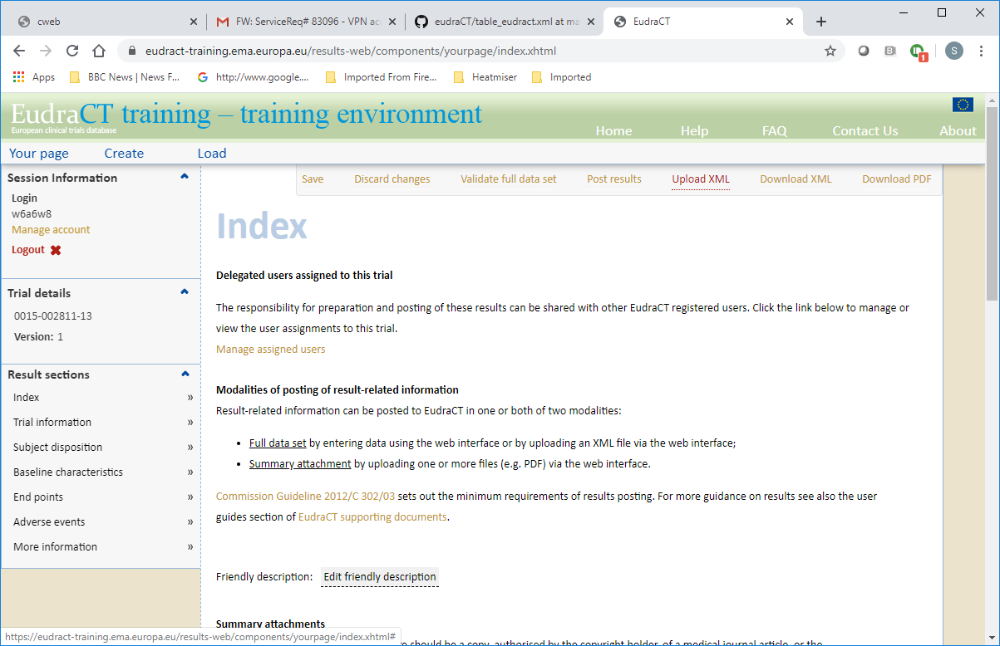 cweb
FW: ServiceReq# 83096 - VPN ac
eudraCT/table_eudract.xml at ma
EudraCT
eudract-training.ema.europa.eu/results-web/components/yourpage/index.xhtml
S
1
Apps
BBC News | News F...
http://www.google....
Imported From Fire...
Heatmiser
Imported
EudraCT training – training environment
European clinical trials database
Home Help FAQ Contact Us About
Your page Create Load
Session Information
Login
w6a6w8
Manage account
Logout
Trial details
0015-002811-13
Version: 1
Result sections
Index »
Trial information »
Subject disposition »
Baseline characteristics »
End points »
Adverse events »
More information »
Save Discard changes Validate full data set Post results Upload XML Download XML Download PDF
Index
Delegated users assigned to this trial
The responsibility for preparation and posting of these results can be shared with other EudraCT registered users. Click the link below to manage or
view the user assignments to this trial.
Manage assigned users
Modalities of posting of result-related information
Result-related information can be posted to EudraCT in one or both of two modalities:
• Full data set by entering data using the web interface or by uploading an XML file via the web interface;
• Summary attachment by uploading one or more files (e.g. PDF) via the web interface.
Commission Guideline 2012/C 302/03 sets out the minimum requirements of results posting. For more guidance on results see also the user
guides section of EudraCT supporting documents.
Friendly description: Edit friendly description
Summary attachments
should be a copy, authorised by the copyright holder, of a medical journal article, or the
https://eudract-training.ema.europa.eu/results-web/components/yourpage/index.xhtml#